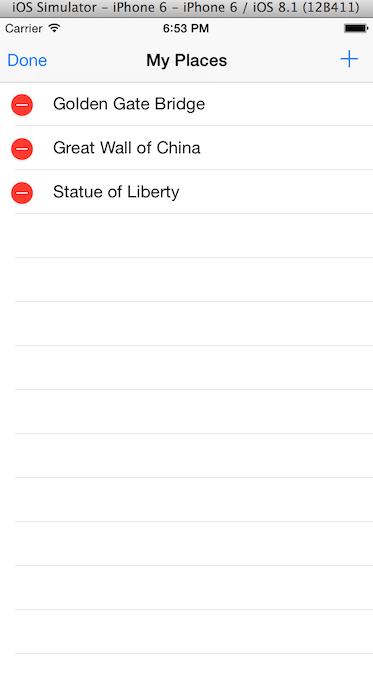 iOS Simulator – iPhone 6 – iPhone 6 / iOS 8.1 (12B411)
Carrier 6:53 PM
Done My Places +
Golden Gate Bridge
Great Wall of China
Statue of Liberty